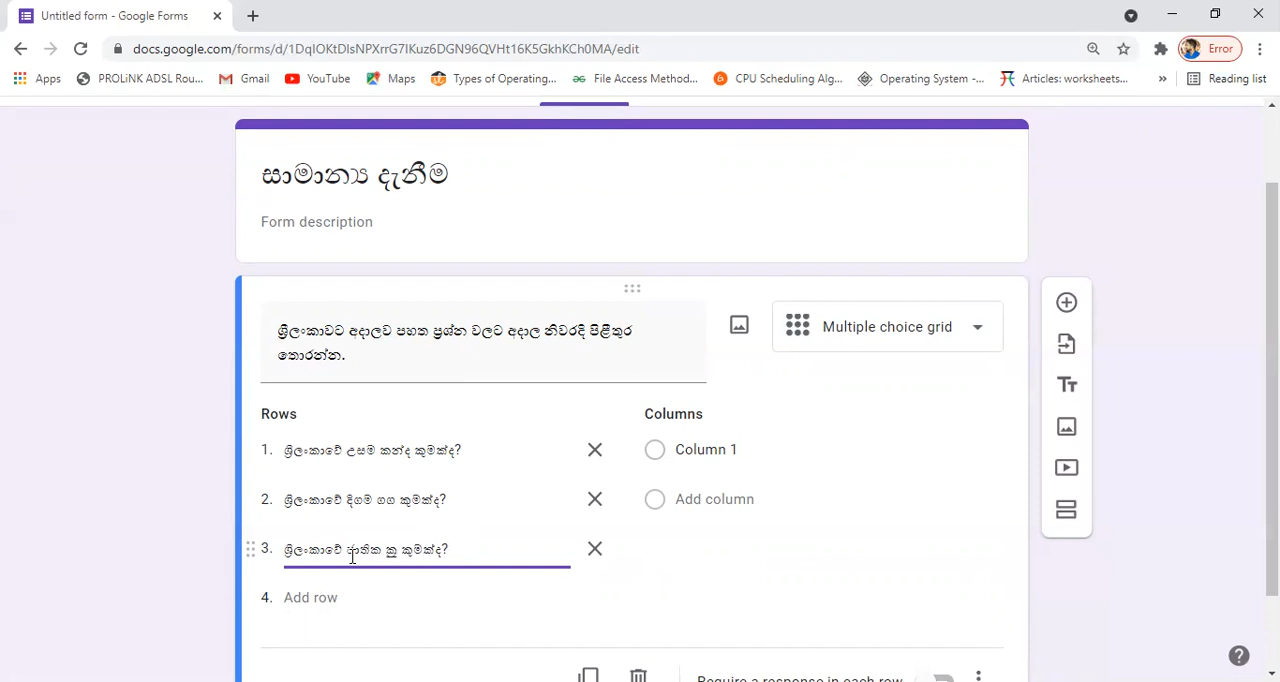 Untitled form - Google Forms
docs.google.com/forms/d/1DqIOKtDIsNPXrrG7IKuz6DGN96QVHt16K5GkhKCh0MA/edit
Error
Apps
PROLiNK ADSL Rou...
Gmail
YouTube
Maps
Types of Operating...
File Access Method...
CPU Scheduling Alg...
Operating System -...
Articles: worksheets...
»
Reading list
සාමාන්‍ය දැනීම
Form description
ශ්‍රිලංකාවට අදාලව පහත ප්‍රශ්න වලට අදාල නිවරදි පිළිතුර
තොරන්න.
Multiple choice grid
Rows
Columns
1. ශ්‍රිලංකාවේ උසම කන්ද කුමක්ද?
Column 1
2. ශ්‍රිලංකාවේ දිගම ගග කුමක්ද?
Add column
3. ශ්‍රිලංකාවේ ජාතික කුමක්ද?
4. Add row
Require a response in each row